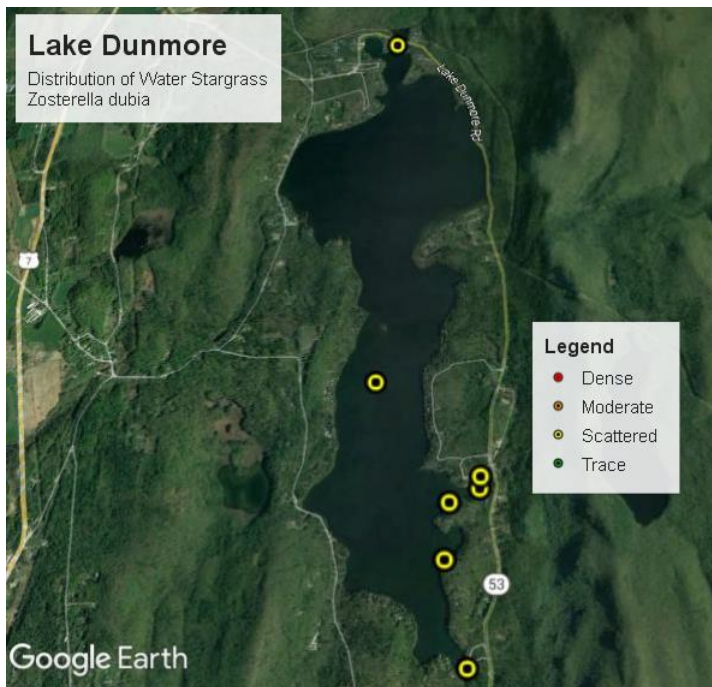 Lake Dunmore
Distribution of Water Stargrass
Zosterella dubia
Lake Dunmore Rd
7
Legend
Dense
Moderate
Scattered
Trace
53
Google Earth